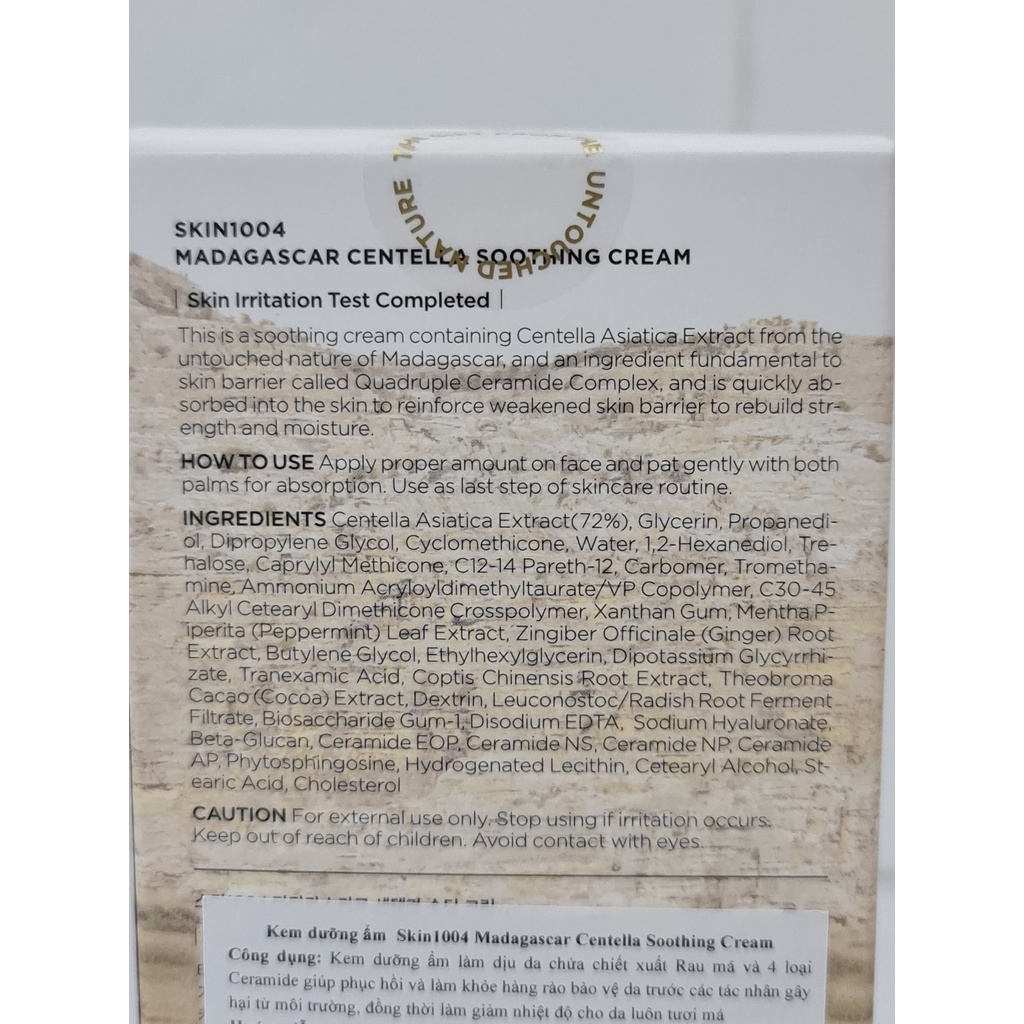 THE UNTOUCHED NATURE
SKIN1004
MADAGASCAR CENTELLA SOOTHING CREAM
| Skin Irritation Test Completed |
This is a soothing cream containing Centella Asiatica Extract from the
untouched nature of Madagascar, and an ingredient fundamental to
skin barrier called Quadruple Ceramide Complex, and is quickly ab-
sorbed into the skin to reinforce weakened skin barrier to rebuild str-
ength and moisture.
HOW TO USE Apply proper amount on face and pat gently with both
palms for absorption. Use as last step of skincare routine.
INGREDIENTS Centella Asiatica Extract(72%), Glycerin, Propanedi-
ol, Dipropylene Glycol, Cyclomethicone, Water, 1,2-Hexanediol, Tre-
halose, Caprylyl Methicone, C12-14 Pareth-12, Carbomer, Trometha-
mine, Ammonium Acryloyldimethyltaurate/VP Copolymer, C30-45
Alkyl Cetearyl Dimethicone Crosspolymer, Xanthan Gum, Mentha P-
iperita (Peppermint) Leaf Extract, Zingiber Officinale (Ginger) Root
Extract, Butylene Glycol, Ethylhexylglycerin, Dipotassium Glycyrrhi-
zate, Tranexamic Acid, Coptis Chinensis Root Extract, Theobroma
Cacao (Cocoa) Extract, Dextrin, Leuconostoc/Radish Root Ferment
Filtrate, Biosaccharide Gum-1, Disodium EDTA, Sodium Hyaluronate,
Beta-Glucan, Ceramide EOP, Ceramide NS, Ceramide NP, Ceramide
AP, Phytosphingosine, Hydrogenated Lecithin, Cetearyl Alcohol, St-
earic Acid, Cholesterol
CAUTION For external use only. Stop using if irritation occurs.
Keep out of reach of children. Avoid contact with eyes.
Kem dưỡng ẩm Skin1004 Madagascar Centella Soothing Cream
Công dụng: Kem dưỡng ẩm làm dịu da chứa chiết xuất Rau má và 4 loại
Ceramide giúp phục hồi và làm khỏe hàng rào bảo vệ da trước các tác nhân gây
hại từ môi trường, đồng thời làm giảm nhiệt độ cho da luôn tươi má